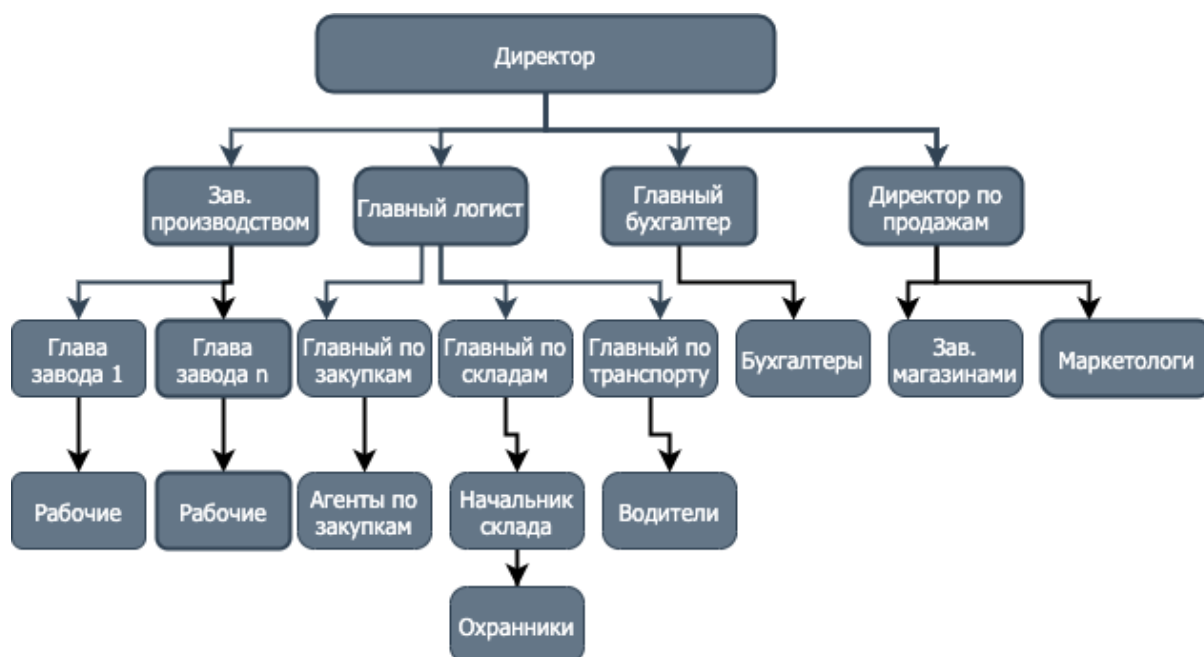 Директор
Зав.
производством
Главный логист
Главный
бухгалтер
Директор по
продажам
Глава
завода 1
Глава
завода n
Главный по
закупкам
Главный по
складам
Главный по
транспорту
Бухгалтеры
Зав.
магазинами
Маркетологи
Рабочие
Рабочие
Агенты по
закупкам
Начальник
склада
Водители
Охранники